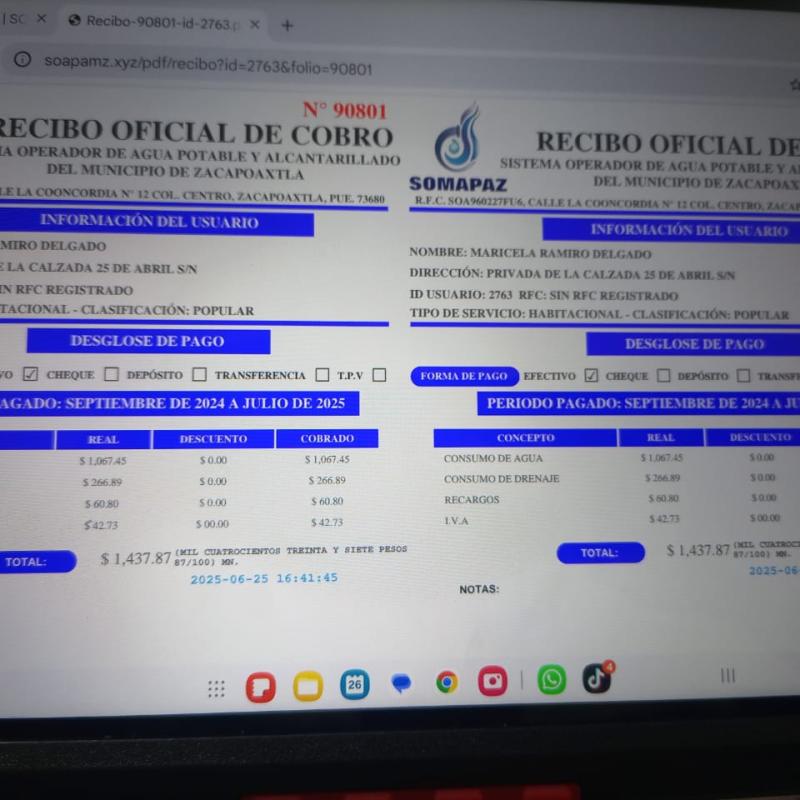 SC
Recibo-90801-id-2763.p
soapamz.xyz/pdf/recibo?id=2763&folio=90801
N° 90801
RECIBO OFICIAL DE COBRO
MA OPERADOR DE AGUA POTABLE Y ALCANTARILLADO
DEL MUNICIPIO DE ZACAPOAXTLA
LE LA COONCORDIA N° 12 COL. CENTRO, ZACAPOAXTLA, PUE. 73680
INFORMACIÓN DEL USUARIO
AMIRO DELGADO
E LA CALZADA 25 DE ABRIL S/N
IN RFC REGISTRADO
TACIONAL - CLASIFICACIÓN: POPULAR
DESGLOSE DE PAGO
VO CHEQUE DEPÓSITO TRANSFERENCIA T.P.V
AGADO: SEPTIEMBRE DE 2024 A JULIO DE 2025
REAL DESCUENTO COBRADO
$ 1,067.45 $ 0.00 $ 1,067.45
$ 266.89 $ 0.00 $ 266.89
$ 60.80 $ 0.00 $ 60.80
$ 42.73 $ 00.00 $ 42.73
TOTAL: $ 1,437.87 (MIL CUATROCIENTOS TREINTA Y SIETE PESOS
87/100) MN.
2025-06-25 16:41:45
SOMAPAZ
RECIBO OFICIAL DE
SISTEMA OPERADOR DE AGUA POTABLE Y A
DEL MUNICIPIO DE ZACAPOAX
R.F.C. SOA960227FU6, CALLE LA COONCORDIA N° 12 COL. CENTRO, ZACAP
INFORMACIÓN DEL USUARIO
NOMBRE: MARICELA RAMIRO DELGADO
DIRECCIÓN: PRIVADA DE LA CALZADA 25 DE ABRIL S/N
ID USUARIO: 2763 RFC: SIN RFC REGISTRADO
TIPO DE SERVICIO: HABITACIONAL - CLASIFICACIÓN: POPULAR
DESGLOSE DE PAGO
FORMA DE PAGO EFECTIVO CHEQUE DEPÓSITO TRANSF
PERIODO PAGADO: SEPTIEMBRE DE 2024 A JU
CONCEPTO REAL DESCUENTO
CONSUMO DE AGUA $ 1,067.45 $ 0.00
CONSUMO DE DRENAJE $ 266.89 $ 0.00
RECARGOS $ 60.80 $ 0.00
I.V.A $ 42.73 $ 00.00
TOTAL: $ 1,437.87 (MIL CUATROCI
87/100) MN.
2025-06
NOTAS:
26
4